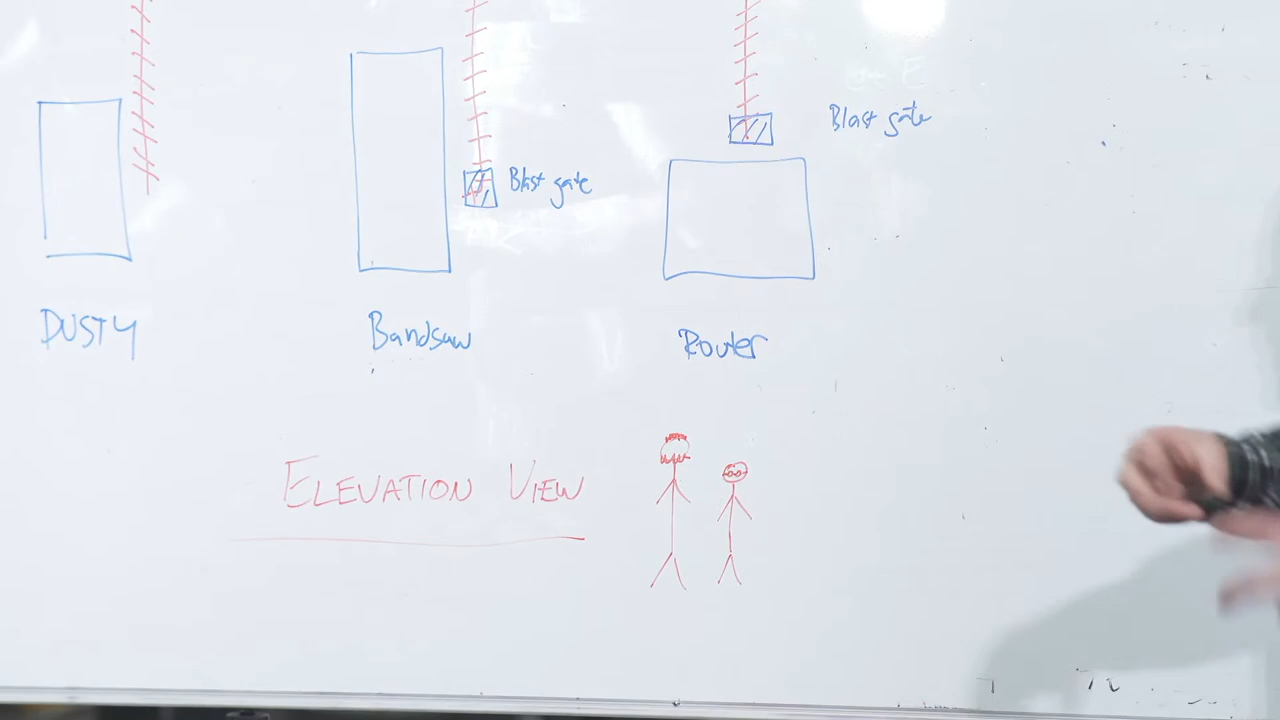 Blast gate
Blast gate
DUSTY
Bandsaw
Router
ELEVATION VIEW